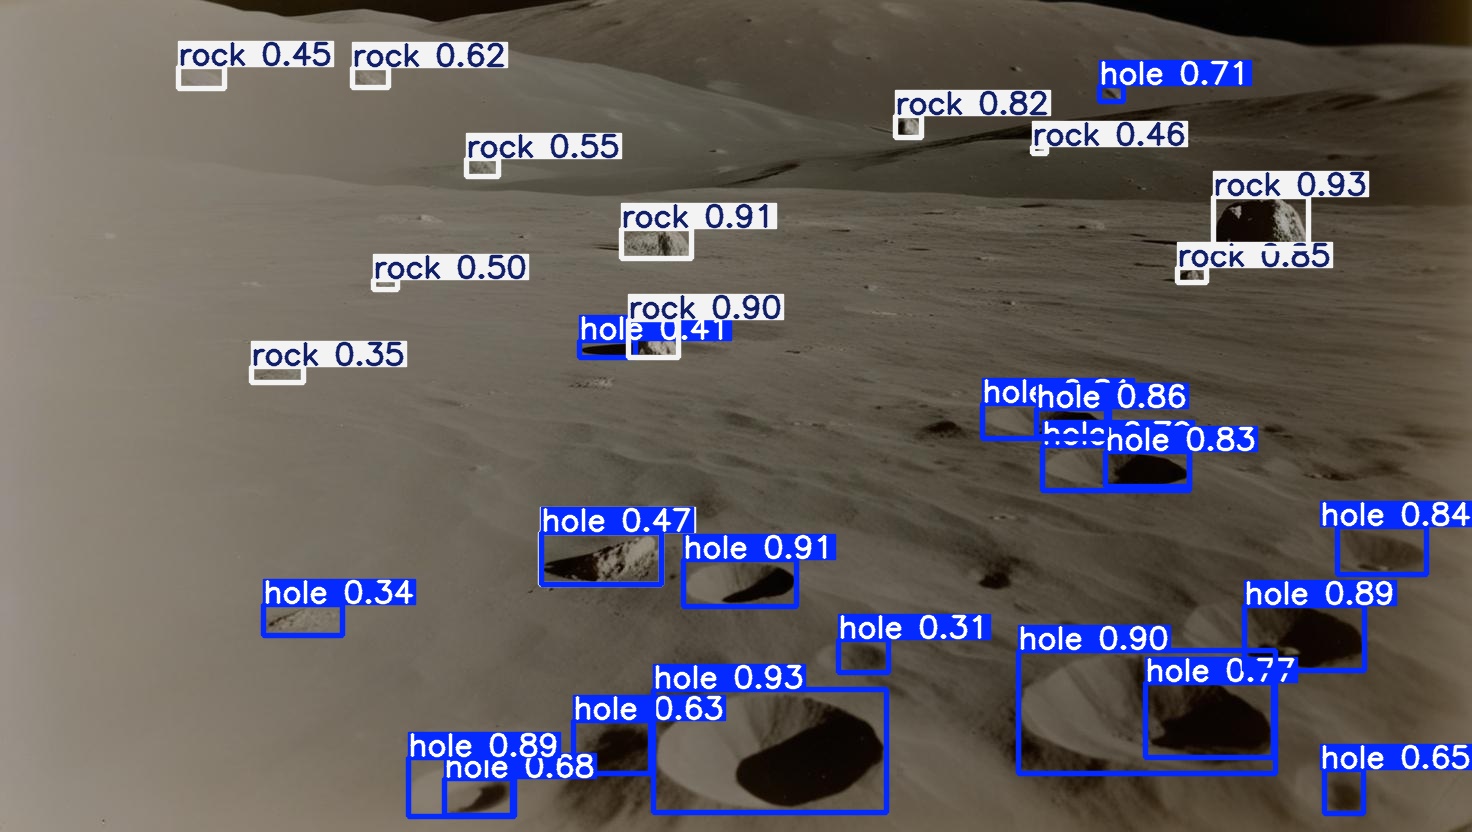 rock 0.45
rock 0.62
hole 0.71
rock 0.82
rock 0.46
rock 0.55
rock 0.93
rock 0.91
rock 0.85
rock 0.50
rock 0.90
hole 0.41
rock 0.35
hole
hole 0.86
hole
hole 0.83
hole 0.84
hole 0.47
hole 0.91
hole 0.34
hole 0.89
hole 0.31
hole 0.90
hole 0.77
hole 0.93
hole 0.63
hole 0.89
hole 0.68
hole 0.65